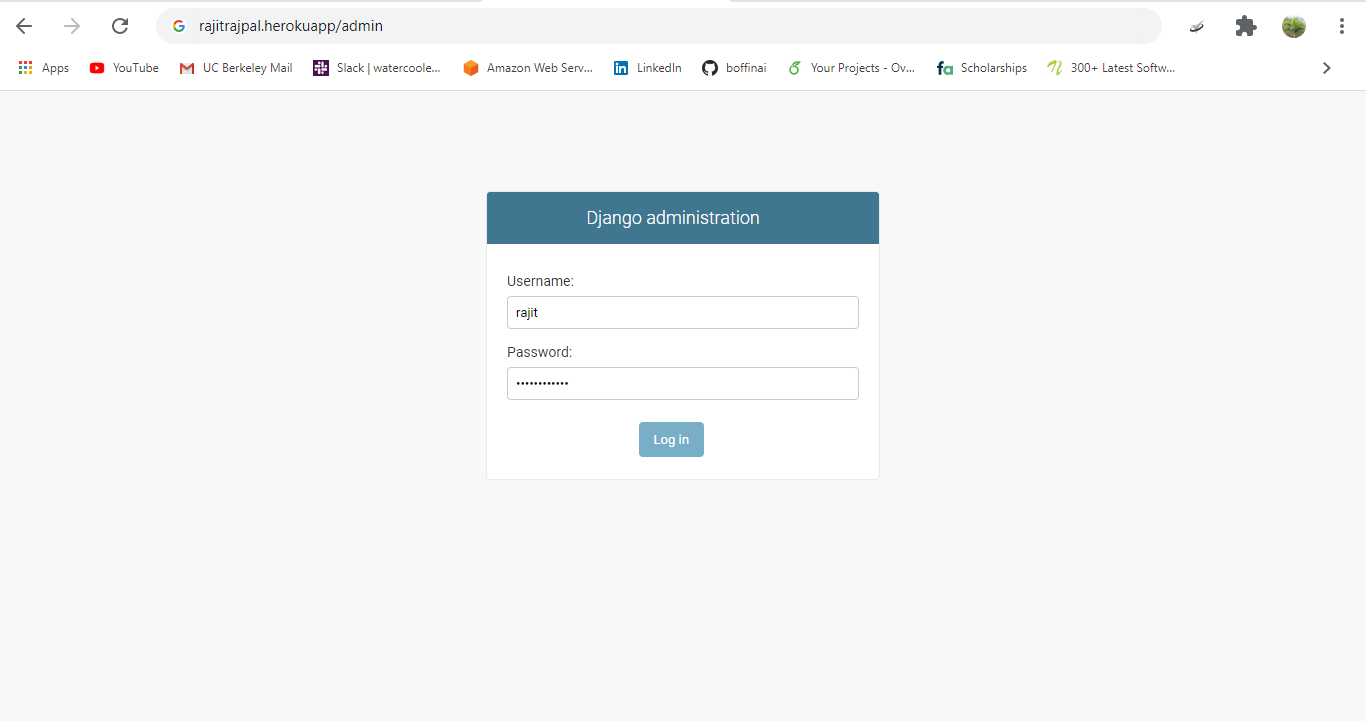 rajitrajpal.herokuapp/admin
Apps YouTube UC Berkeley Mail Slack | watercoole... Amazon Web Serv... LinkedIn boffinai Your Projects - Ov... Scholarships 300+ Latest Softw...
Django administration
Username:
rajit
Password:
••••••••••••
Log in